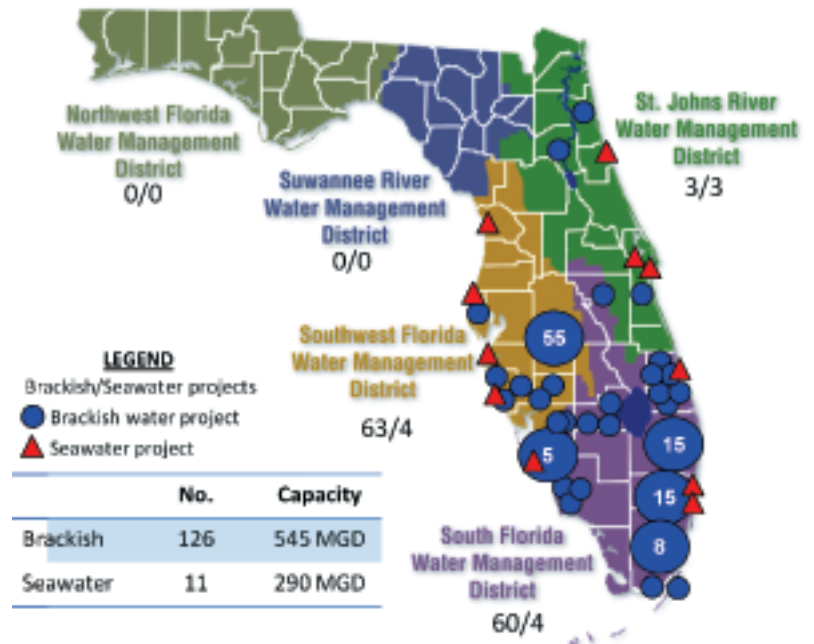 Northwest Florida
Water Management
District
0/0
Suwannee River
Water Management
District
0/0
St. Johns River
Water Management
District
3/3
55
Southwest Florida
Water Management
District
63/4
LEGEND
Brackish/Seawater projects
Brackish water project
Seawater project
5
15
15
8
No. Capacity
Brackish 126 545 MGD
Seawater 11 290 MGD
South Florida
Water Management
District
60/4